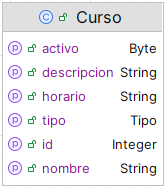 Curso
activo Byte
descripcion String
horario String
tipo Tipo
id Integer
nombre String